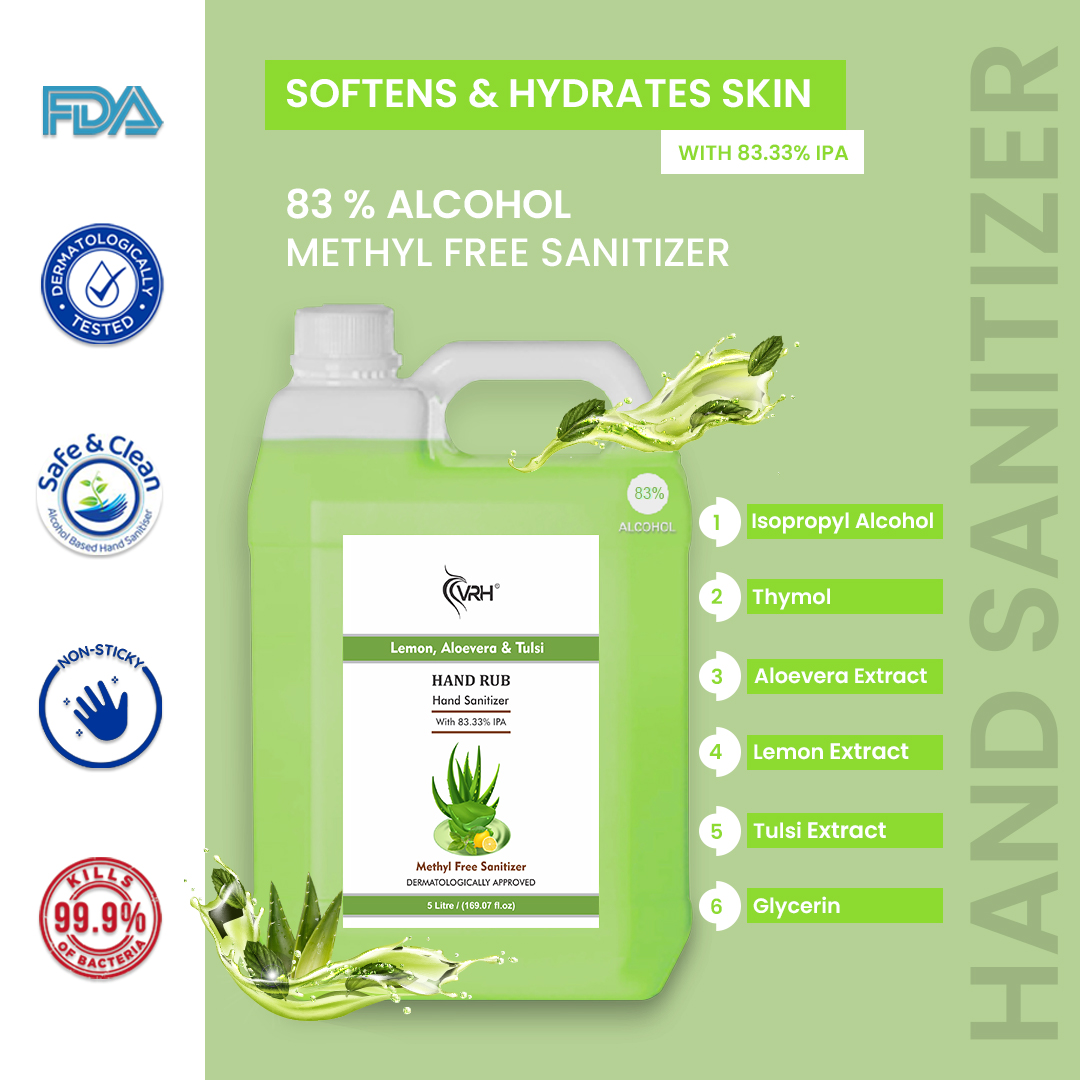 FDA
DERMATOLOGICALLY
TESTED
Safe & Clean
Alcohol Based Hand Sanitiser
NON-STICKY
KILLS
99.9%
OF BACTERIA
SOFTENS & HYDRATES SKIN
WITH 83.33% IPA
83 % ALCOHOL
METHYL FREE SANITIZER
83%
ALCOHOL
VRH®
Lemon, Aloevera & Tulsi
HAND RUB
Hand Sanitizer
With 83.33% IPA
Methyl Free Sanitizer
DERMATOLOGICALLY APPROVED
5 Litre / (169.07 fl.oz)
1 Isopropyl Alcohol
2 Thymol
3 Aloevera Extract
4 Lemon Extract
5 Tulsi Extract
6 Glycerin
HAND SANITIZER